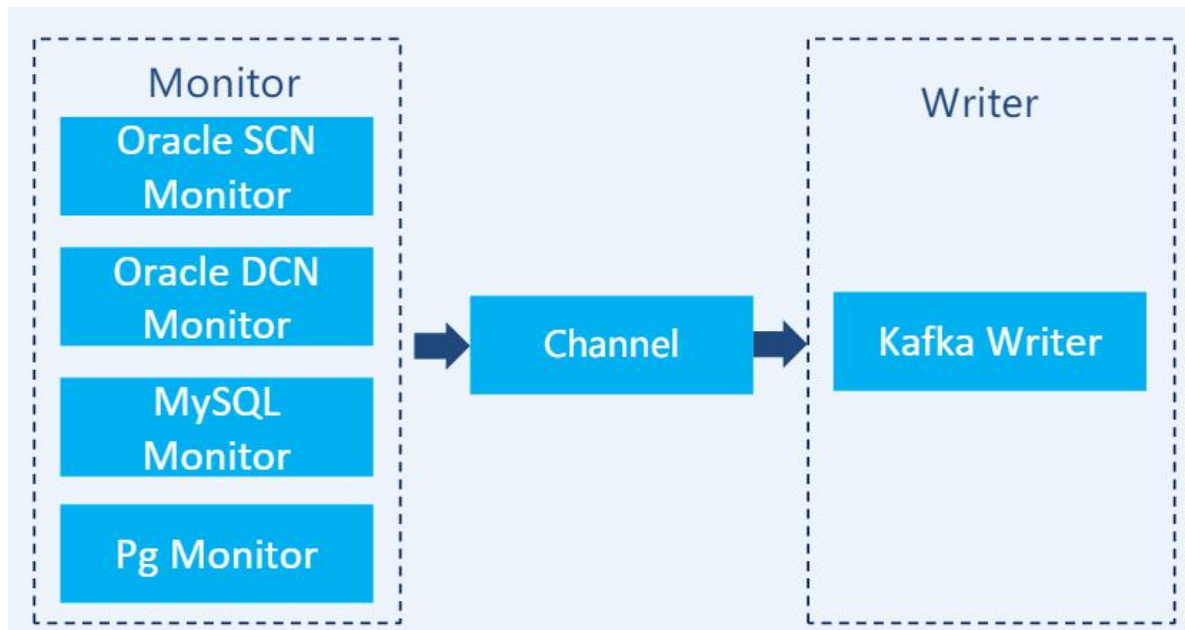 Monitor
Oracle SCN
Monitor
Oracle DCN
Monitor
MySQL
Monitor
Pg Monitor
Channel
Writer
Kafka Writer